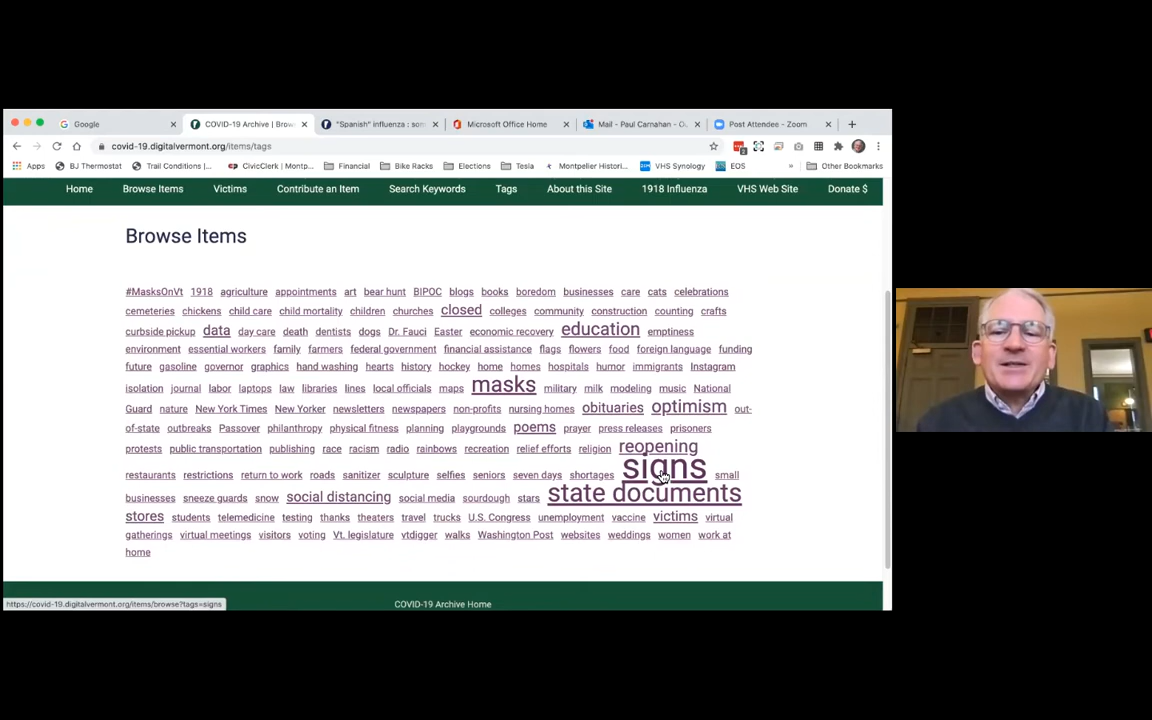 Google
COVID-19 Archive | Brow
"Spanish" influenza : som
Microsoft Office Home
Mail - Paul Carnahan - Ou
Post Attendee - Zoom
covid-19.digitalvermont.org/items/tags
Apps BJ Thermostat Trail Conditions |... CivicClerk | Montp... Financial Bike Racks Elections Tesla Montpelier Histori... VHS Synology EOS » Other Bookmarks
Home Browse Items Victims Contribute an Item Search Keywords Tags About this Site 1918 Influenza VHS Web Site Donate $
Browse Items
#MasksOnVt 1918 agriculture appointments art bear hunt BIPOC blogs books boredom businesses care cats celebrations
cemeteries chickens child care child mortality children churches closed colleges community construction counting crafts
curbside pickup data day care death dentists dogs Dr. Fauci Easter economic recovery education emptiness
environment essential workers family farmers federal government financial assistance flags flowers food foreign language funding
future gasoline governor graphics hand washing hearts history hockey home homes hospitals humor immigrants Instagram
isolation journal labor laptops law libraries lines local officials maps masks military milk modeling music National
Guard nature New York Times New Yorker newsletters newspapers non-profits nursing homes obituaries optimism out-
of-state outbreaks Passover philanthropy physical fitness planning playgrounds poems prayer press releases prisoners
protests public transportation publishing race racism radio rainbows recreation relief efforts religion reopening
restaurants restrictions return to work roads sanitizer sculpture selfies seniors seven days shortages signs small
businesses sneeze guards snow social distancing social media sourdough stars state documents
stores students telemedicine testing thanks theaters travel trucks U.S. Congress unemployment vaccine victims virtual
gatherings virtual meetings visitors voting Vt. legislature vtdigger walks Washington Post websites weddings women work at
home
https://covid-19.digitalvermont.org/items/browse?tags=signs
COVID-19 Archive Home